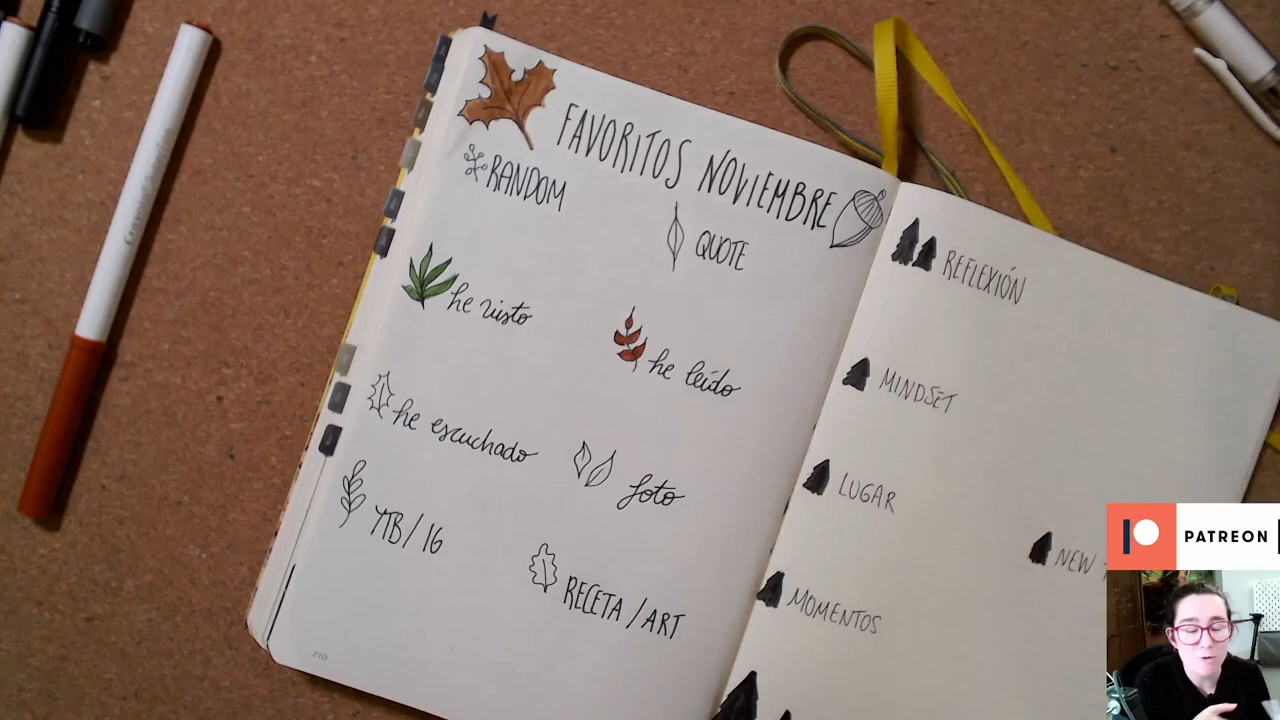 FAVORITOS NOVIEMBRE
RANDOM
QUOTE
he visto
he leído
he escuchado
foto
YTB/IG
RECETA/ART
210
REFLEXIÓN
MINDSET
LUGAR
NEW
MOMENTOS
PATREON